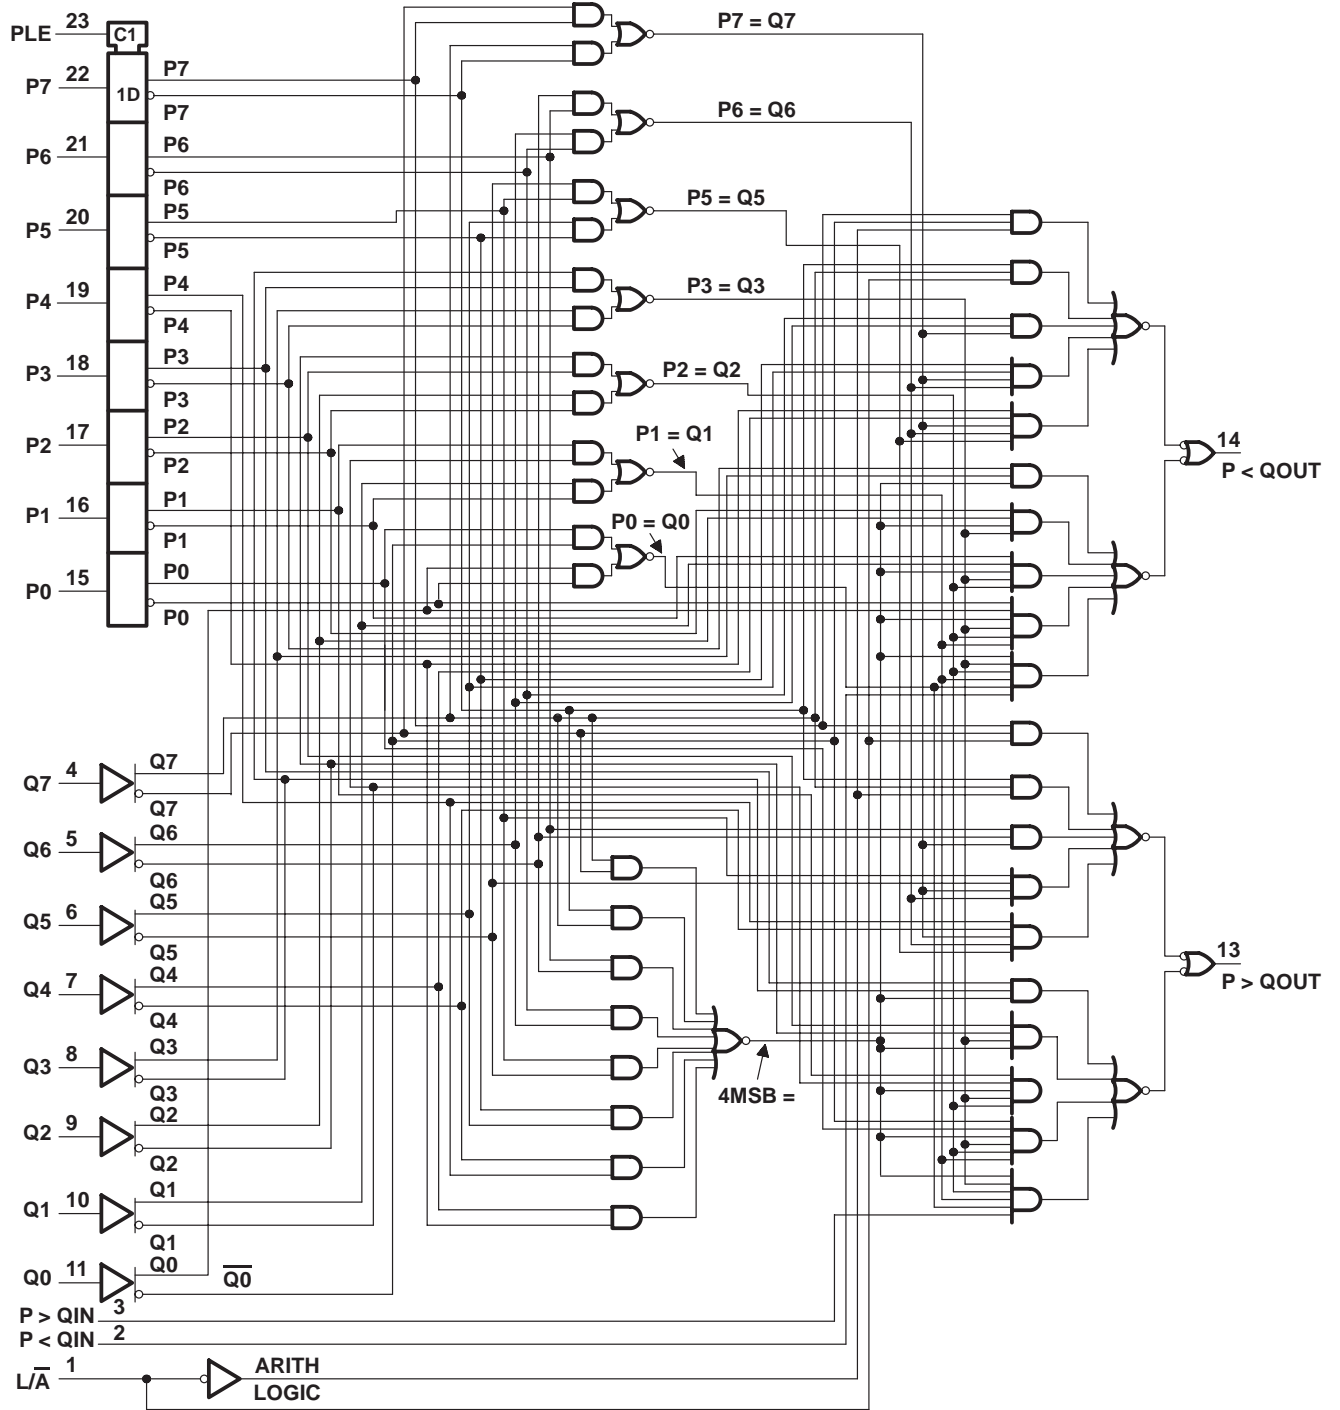 PLE 23 C1
P7 22 1D P7
P7
P6 21 P6
P6
P5 20 P5
P5
P4 19 P4
P4
P3 18 P3
P3
P2 17 P2
P2
P1 16 P1
P1
P0 15 P0
P0
P7 = Q7
P6 = Q6
P5 = Q5
P3 = Q3
P2 = Q2
P1 = Q1
P0 = Q0
14
P < QOUT
Q7 4 Q7
Q7
Q6 5 Q6
Q6
Q6
Q5 6 Q5
Q5
Q4 7 Q4
Q4
Q3 8 Q3
Q3
Q2 9 Q2
Q2
Q1 10 Q1
Q1
Q0 11 Q0
Q̅0̅
4MSB =
13
P > QOUT
P > QIN 3
P < QIN 2
L/A̅ 1
ARITH
LOGIC